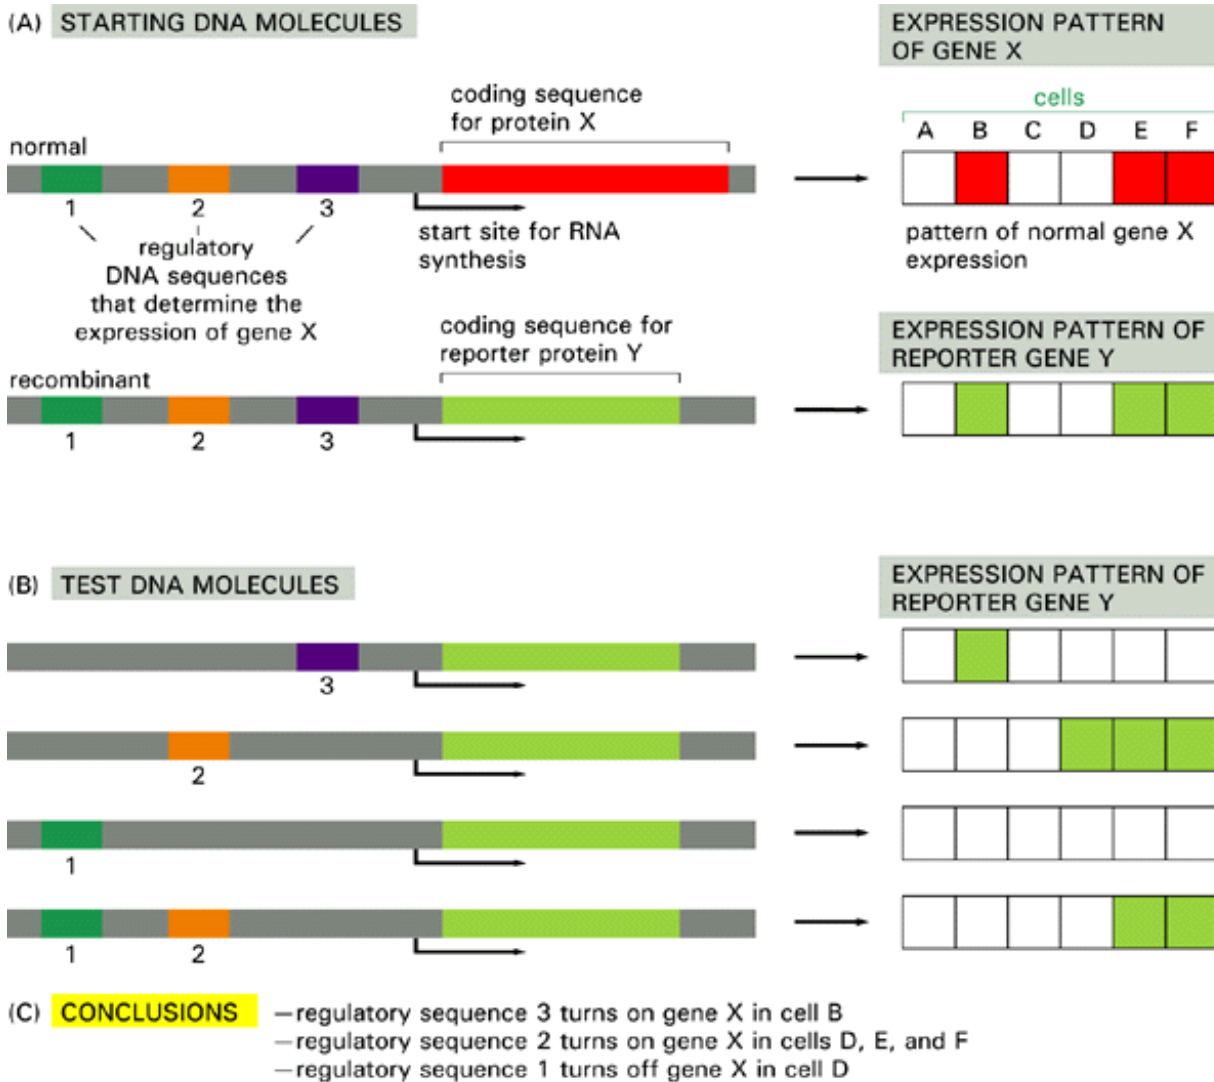 (A) STARTING DNA MOLECULES
EXPRESSION PATTERN
OF GENE X
coding sequence
for protein X
cells
A B C D E F
normal
1 2 3
regulatory
DNA sequences
that determine the
expression of gene X
start site for RNA
synthesis
pattern of normal gene X
expression
coding sequence for
reporter protein Y
EXPRESSION PATTERN OF
REPORTER GENE Y
recombinant
1 2 3
(B) TEST DNA MOLECULES
EXPRESSION PATTERN OF
REPORTER GENE Y
3
2
1
1 2
(C) CONCLUSIONS —regulatory sequence 3 turns on gene X in cell B
—regulatory sequence 2 turns on gene X in cells D, E, and F
—regulatory sequence 1 turns off gene X in cell D